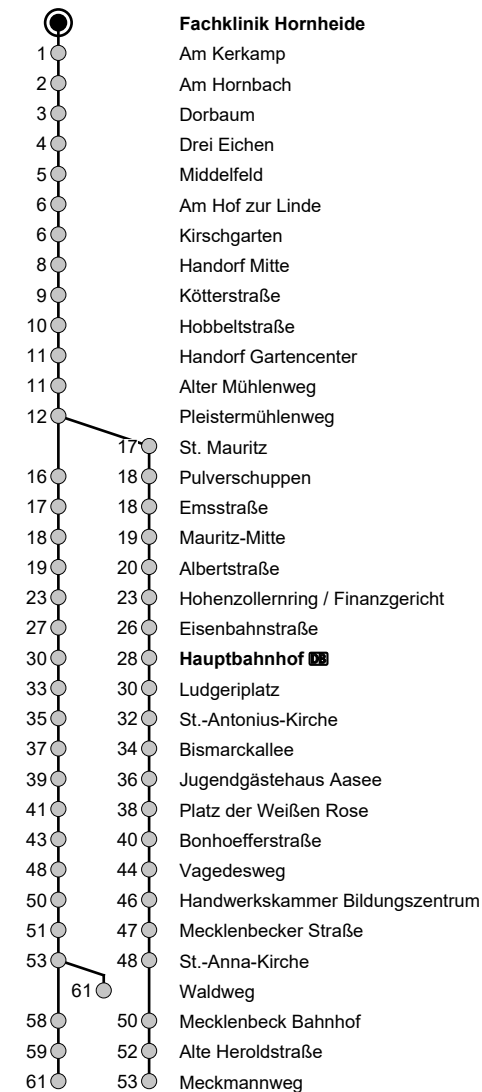 Fachklinik Hornheide
1 Am Kerkamp
2 Am Hornbach
3 Dorbaum
4 Drei Eichen
5 Middelfeld
6 Am Hof zur Linde
6 Kirschgarten
8 Handorf Mitte
9 Kötterstraße
10 Hobbeltstraße
11 Handorf Gartencenter
11 Alter Mühlenweg
12 Pleistermühlenweg
17 St. Mauritz
16 18 Pulverschuppen
17 18 Emsstraße
18 19 Mauritz-Mitte
19 20 Albertstraße
23 23 Hohenzollernring / Finanzgericht
27 26 Eisenbahnstraße
30 28 Hauptbahnhof DB
33 30 Ludgeriplatz
35 32 St.-Antonius-Kirche
37 34 Bismarckallee
39 36 Jugendgästehaus Aasee
41 38 Platz der Weißen Rose
43 40 Bonhoefferstraße
48 44 Vagedesweg
50 46 Handwerkskammer Bildungszentrum
51 47 Mecklenbecker Straße
53 48 St.-Anna-Kirche
61 Waldweg
58 50 Mecklenbeck Bahnhof
59 52 Alte Heroldstraße
61 53 Meckmannweg